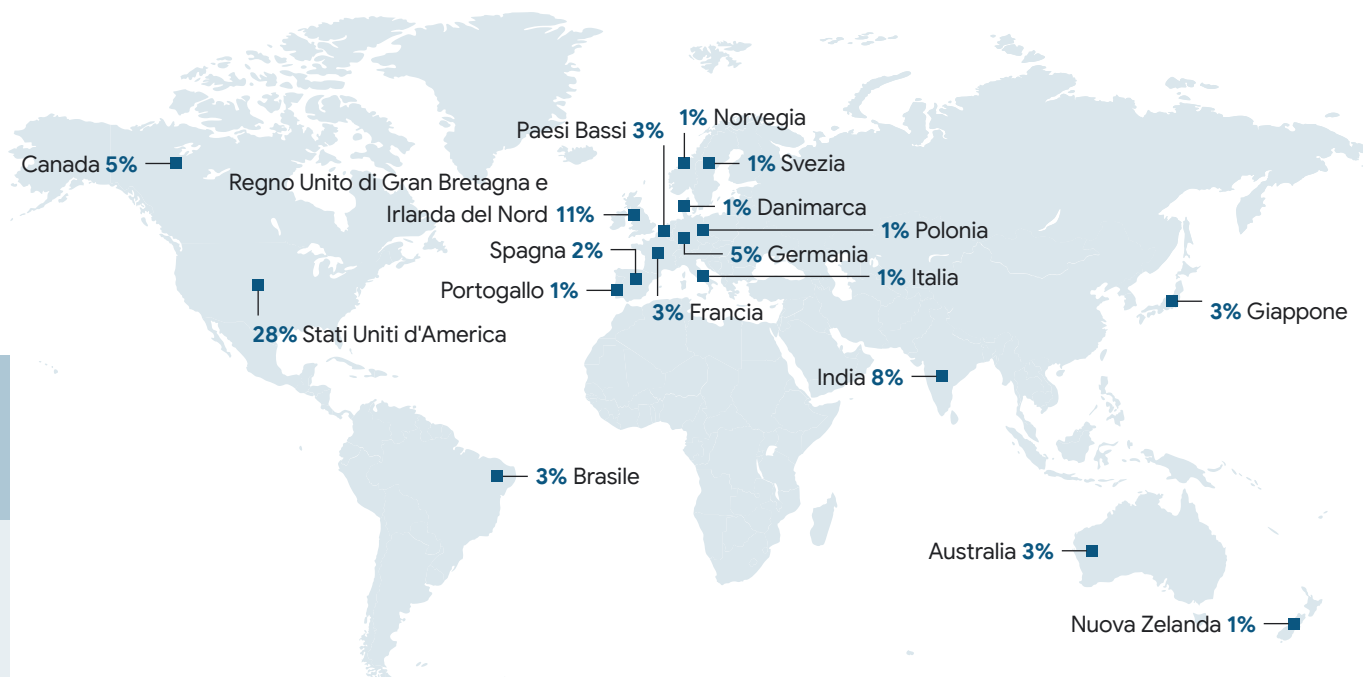 1% Norvegia
Paesi Bassi 3%
Canada 5%
1% Svezia
Regno Unito di Gran Bretagna e
Irlanda del Nord 11%
1% Danimarca
1% Polonia
Spagna 2%
5% Germania
1% Italia
Portogallo 1%
3% Francia
3% Giappone
28% Stati Uniti d'America
India 8%
3% Brasile
Australia 3%
Nuova Zelanda 1%